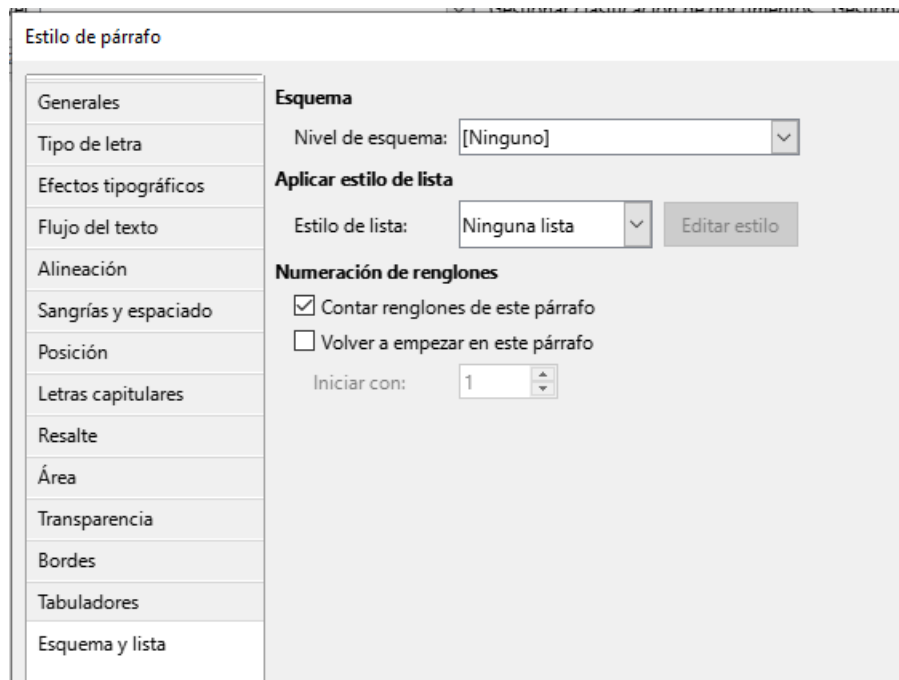 Estilo de párrafo
Generales
Tipo de letra
Efectos tipográficos
Flujo del texto
Alineación
Sangrías y espaciado
Posición
Letras capitulares
Resalte
Área
Transparencia
Bordes
Tabuladores
Esquema y lista
Esquema
Nivel de esquema: [Ninguno]
Aplicar estilo de lista
Estilo de lista: Ninguna lista Editar estilo
Numeración de renglones
Contar renglones de este párrafo
Volver a empezar en este párrafo
Iniciar con: 1